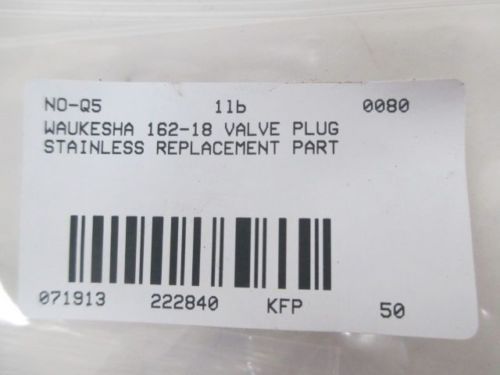 NO-Q5 1lb 0080
WAUKESHA 162-18 VALVE PLUG
STAINLESS REPLACEMENT PART
071913 222840 KFP 50